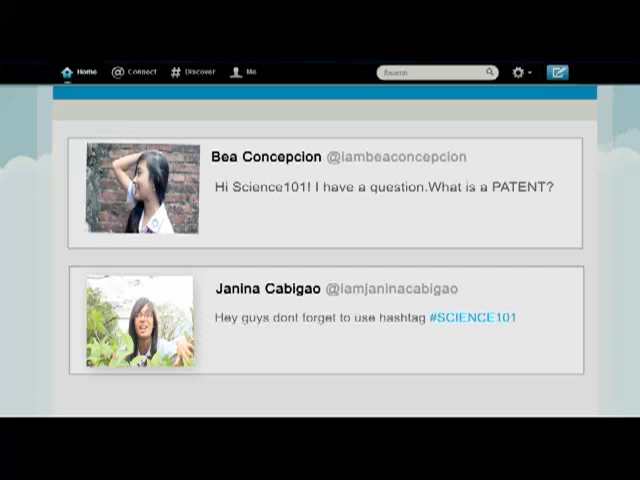 Home @ Connect # Discover Me Search
Bea Concepcion @iambeaconcepcion
Hi Science101! I have a question.What is a PATENT?
Janina Cabigao @iamjaninacabigao
Hey guys dont forget to use hashtag #SCIENCE101